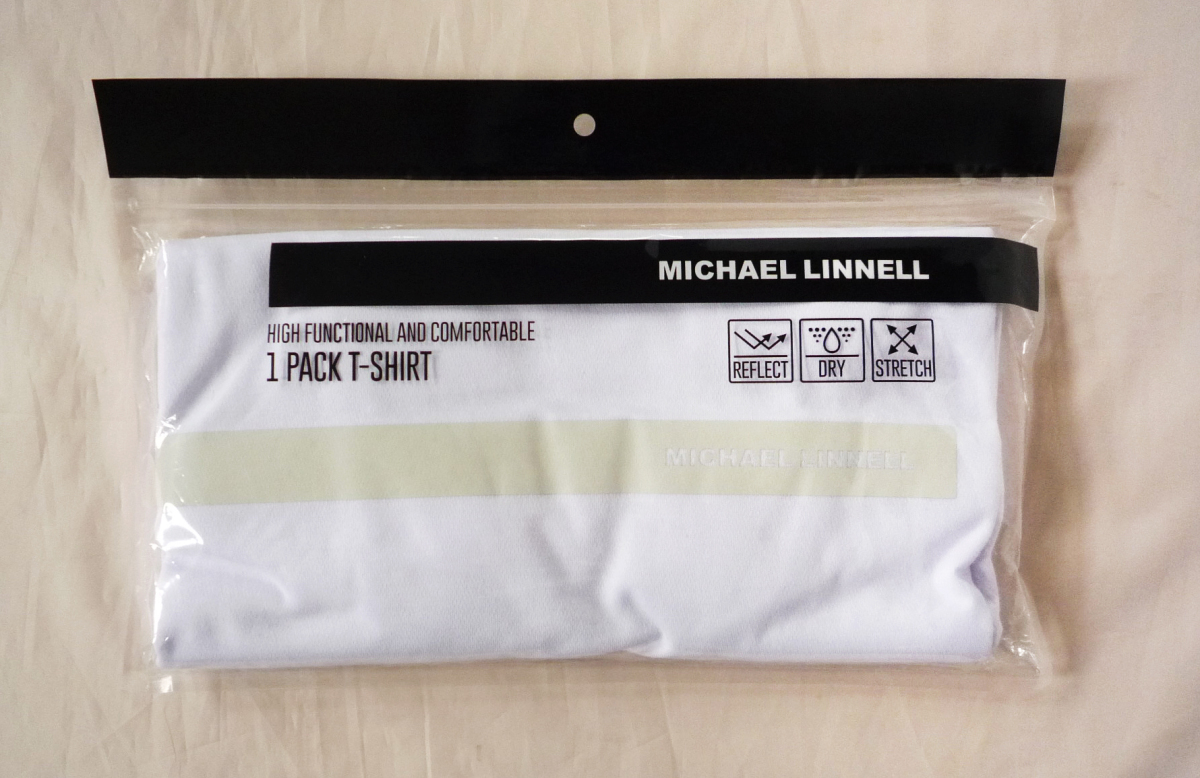 MICHAEL LINNELL
HIGH FUNCTIONAL AND COMFORTABLE
1 PACK T-SHIRT
REFLECT
DRY
STRETCH
MICHAEL LINNELL